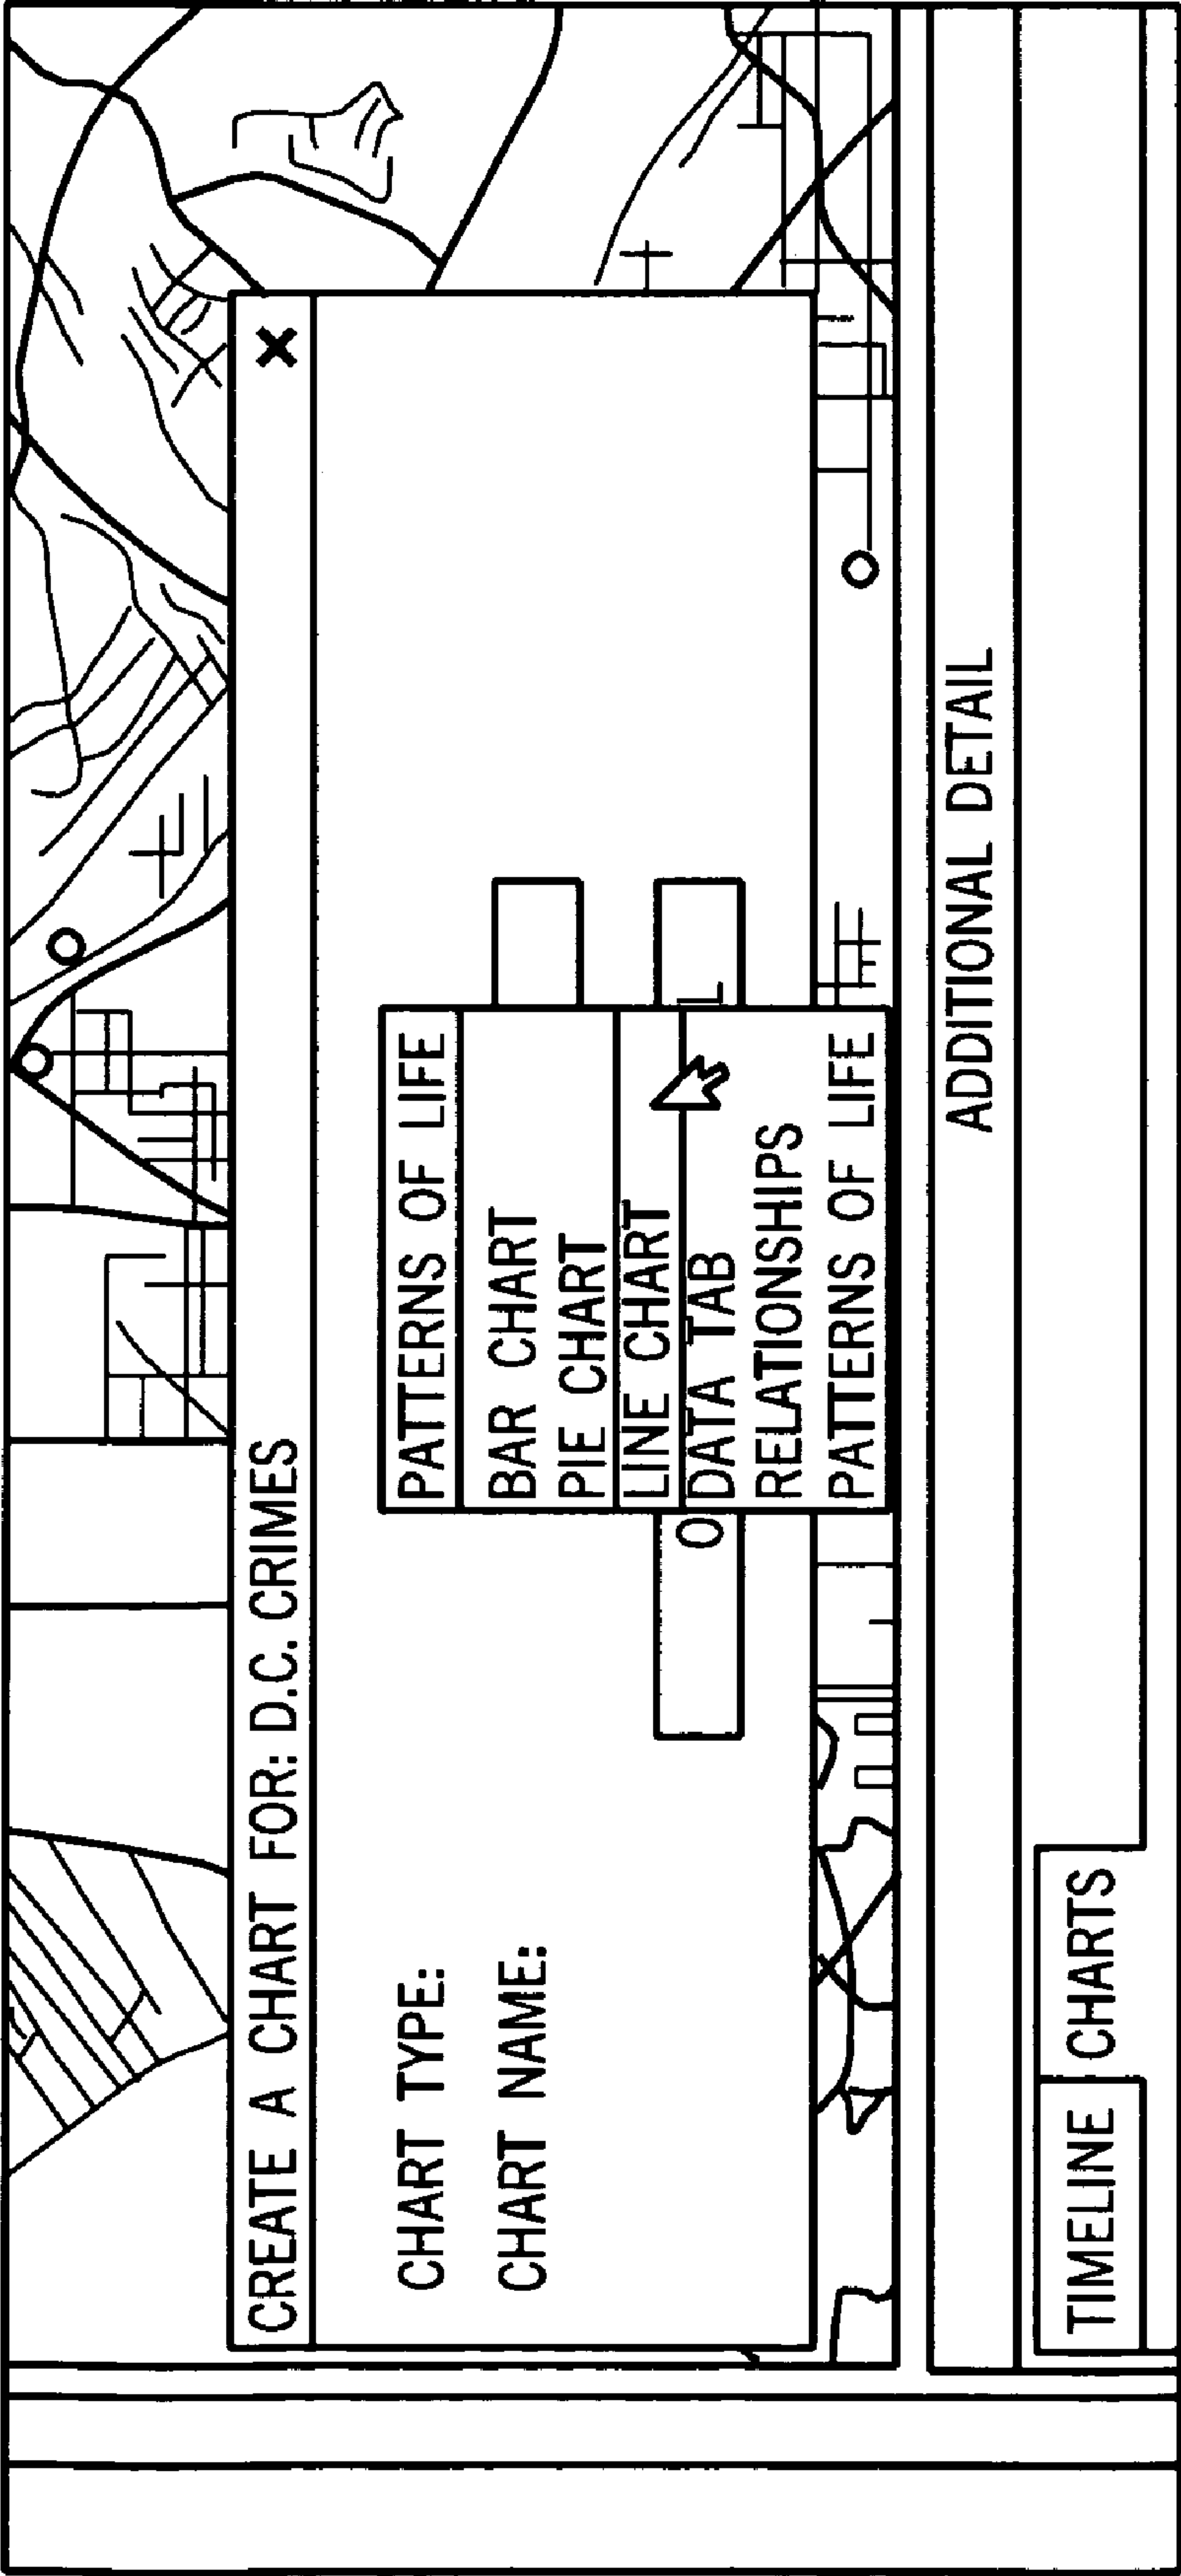 CREATE A CHART FOR: D.C. CRIMES X
CHART TYPE: PATTERNS OF LIFE
CHART NAME:
BAR CHART
PIE CHART
LINE CHART
O DATA TAB L
RELATIONSHIPS
PATTERNS OF LIFE
ADDITIONAL DETAIL
TIMELINE CHARTS